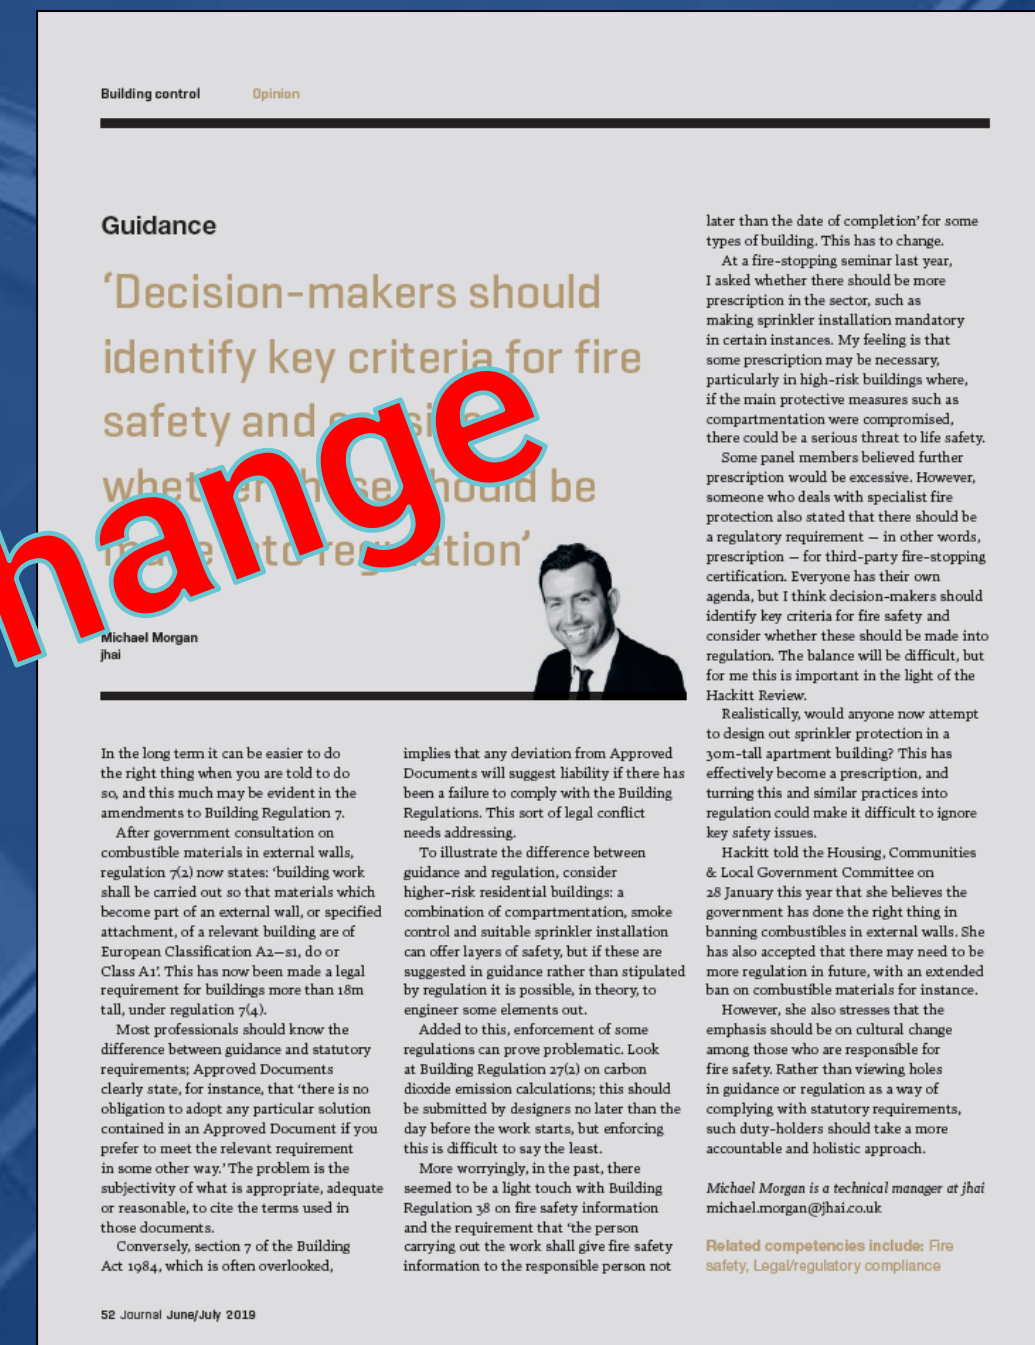 Building control Opinion
Guidance
‘Decision-makers should
identify key criteria for fire
safety and consider
whether these should be
made into regulation’
hange
Michael Morgan
jhai
In the long term it can be easier to do
the right thing when you are told to do
so, and this much may be evident in the
amendments to Building Regulation 7.
After government consultation on
combustible materials in external walls,
regulation 7(2) now states: ‘building work
shall be carried out so that materials which
become part of an external wall, or specified
attachment, of a relevant building are of
European Classification A2–s1, d0 or
Class A1’. This has now been made a legal
requirement for buildings more than 18m
tall, under regulation 7(4).
Most professionals should know the
difference between guidance and statutory
requirements; Approved Documents
clearly state, for instance, that ‘there is no
obligation to adopt any particular solution
contained in an Approved Document if you
prefer to meet the relevant requirement
in some other way.’ The problem is the
subjectivity of what is appropriate, adequate
or reasonable, to cite the terms used in
those documents.
Conversely, section 7 of the Building
Act 1984, which is often overlooked,
implies that any deviation from Approved
Documents will suggest liability if there has
been a failure to comply with the Building
Regulations. This sort of legal conflict
needs addressing.
To illustrate the difference between
guidance and regulation, consider
higher-risk residential buildings: a
combination of compartmentation, smoke
control and suitable sprinkler installation
can offer layers of safety, but if these are
suggested in guidance rather than stipulated
by regulation it is possible, in theory, to
engineer some elements out.
Added to this, enforcement of some
regulations can prove problematic. Look
at Building Regulation 27(2) on carbon
dioxide emission calculations; this should
be submitted by designers no later than the
day before the work starts, but enforcing
this is difficult to say the least.
More worryingly, in the past, there
seemed to be a light touch with Building
Regulation 38 on fire safety information
and the requirement that ‘the person
carrying out the work shall give fire safety
information to the responsible person not
later than the date of completion’ for some
types of building. This has to change.
At a fire-stopping seminar last year,
I asked whether there should be more
prescription in the sector, such as
making sprinkler installation mandatory
in certain instances. My feeling is that
some prescription may be necessary,
particularly in high-risk buildings where,
if the main protective measures such as
compartmentation were compromised,
there could be a serious threat to life safety.
Some panel members believed further
prescription would be excessive. However,
someone who deals with specialist fire
protection also stated that there should be
a regulatory requirement – in other words,
prescription – for third-party fire-stopping
certification. Everyone has their own
agenda, but I think decision-makers should
identify key criteria for fire safety and
consider whether these should be made into
regulation. The balance will be difficult, but
for me this is important in the light of the
Hackitt Review.
Realistically, would anyone now attempt
to design out sprinkler protection in a
30m-tall apartment building? This has
effectively become a prescription, and
turning this and similar practices into
regulation could make it difficult to ignore
key safety issues.
Hackitt told the Housing, Communities
& Local Government Committee on
28 January this year that she believes the
government has done the right thing in
banning combustibles in external walls. She
has also accepted that there may need to be
more regulation in future, with an extended
ban on combustible materials for instance.
However, she also stresses that the
emphasis should be on cultural change
among those who are responsible for
fire safety. Rather than viewing holes
in guidance or regulation as a way of
complying with statutory requirements,
such duty-holders should take a more
accountable and holistic approach.
Michael Morgan is a technical manager at jhai
michael.morgan@jhai.co.uk
Related competencies include: Fire
safety, Legal/regulatory compliance
52 Journal June/July 2019